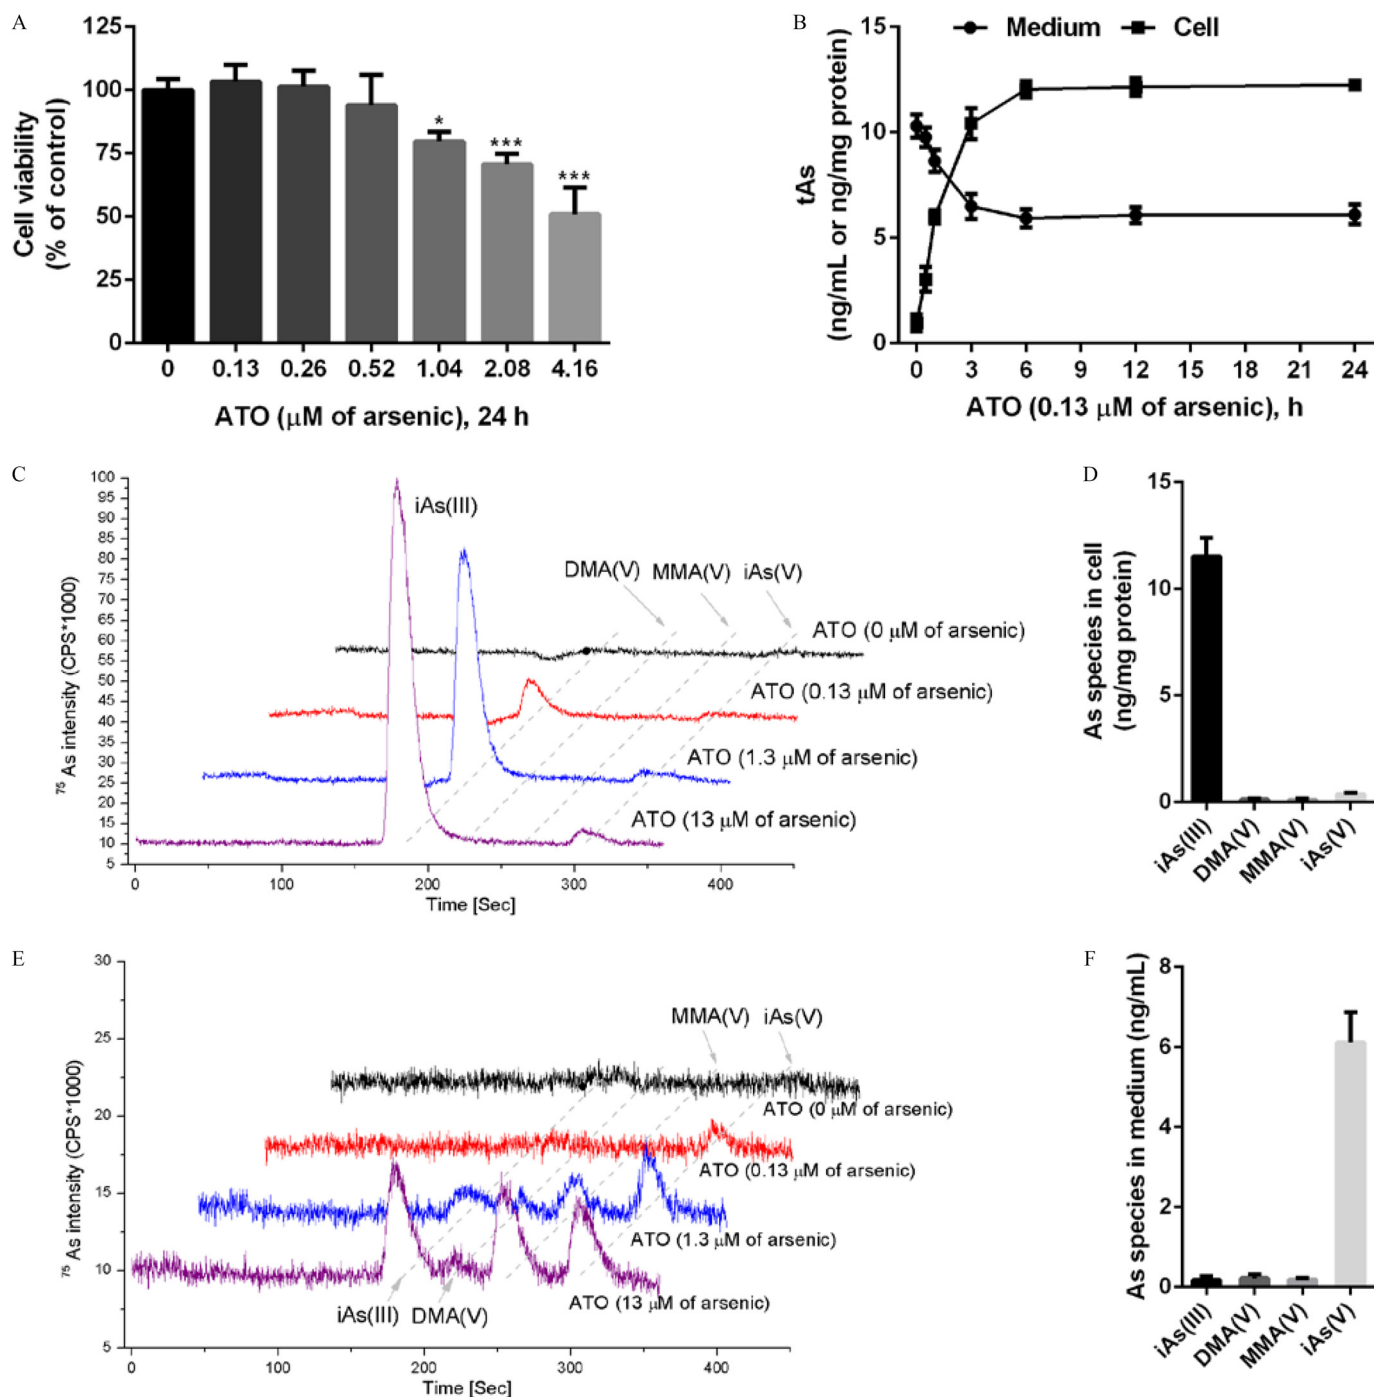 A
125
100
75
50
25
0
Cell viability
(% of control)
*
***
***
0 0.13 0.26 0.52 1.04 2.08 4.16
ATO (μM of arsenic), 24 h
B
Medium Cell
15
10
5
0
tAs
(ng/mL or ng/mg protein)
0 3 6 9 12 15 18 21 24
ATO (0.13 μM of arsenic), h
C
100
95
90
85
80
75
70
65
60
55
50
45
40
35
30
25
20
15
10
5
⁷⁵ As intensity (CPS*1000)
iAs(III)
DMA(V) MMA(V) iAs(V)
ATO (0 μM of arsenic)
ATO (0.13 μM of arsenic)
ATO (1.3 μM of arsenic)
ATO (13 μM of arsenic)
0 100 200 300 400
Time [Sec]
D
15
10
5
0
As species in cell
(ng/mg protein)
iAs(III) DMA(V) MMA(V) iAs(V)
E
30
25
20
15
10
5
⁷⁵ As intensity (CPS*1000)
MMA(V) iAs(V)
ATO (0 μM of arsenic)
ATO (0.13 μM of arsenic)
ATO (1.3 μM of arsenic)
ATO (13 μM of arsenic)
iAs(III) DMA(V)
0 100 200 300 400
Time [Sec]
F
8
6
4
2
0
As species in medium (ng/mL)
iAs(III) DMA(V) MMA(V) iAs(V)